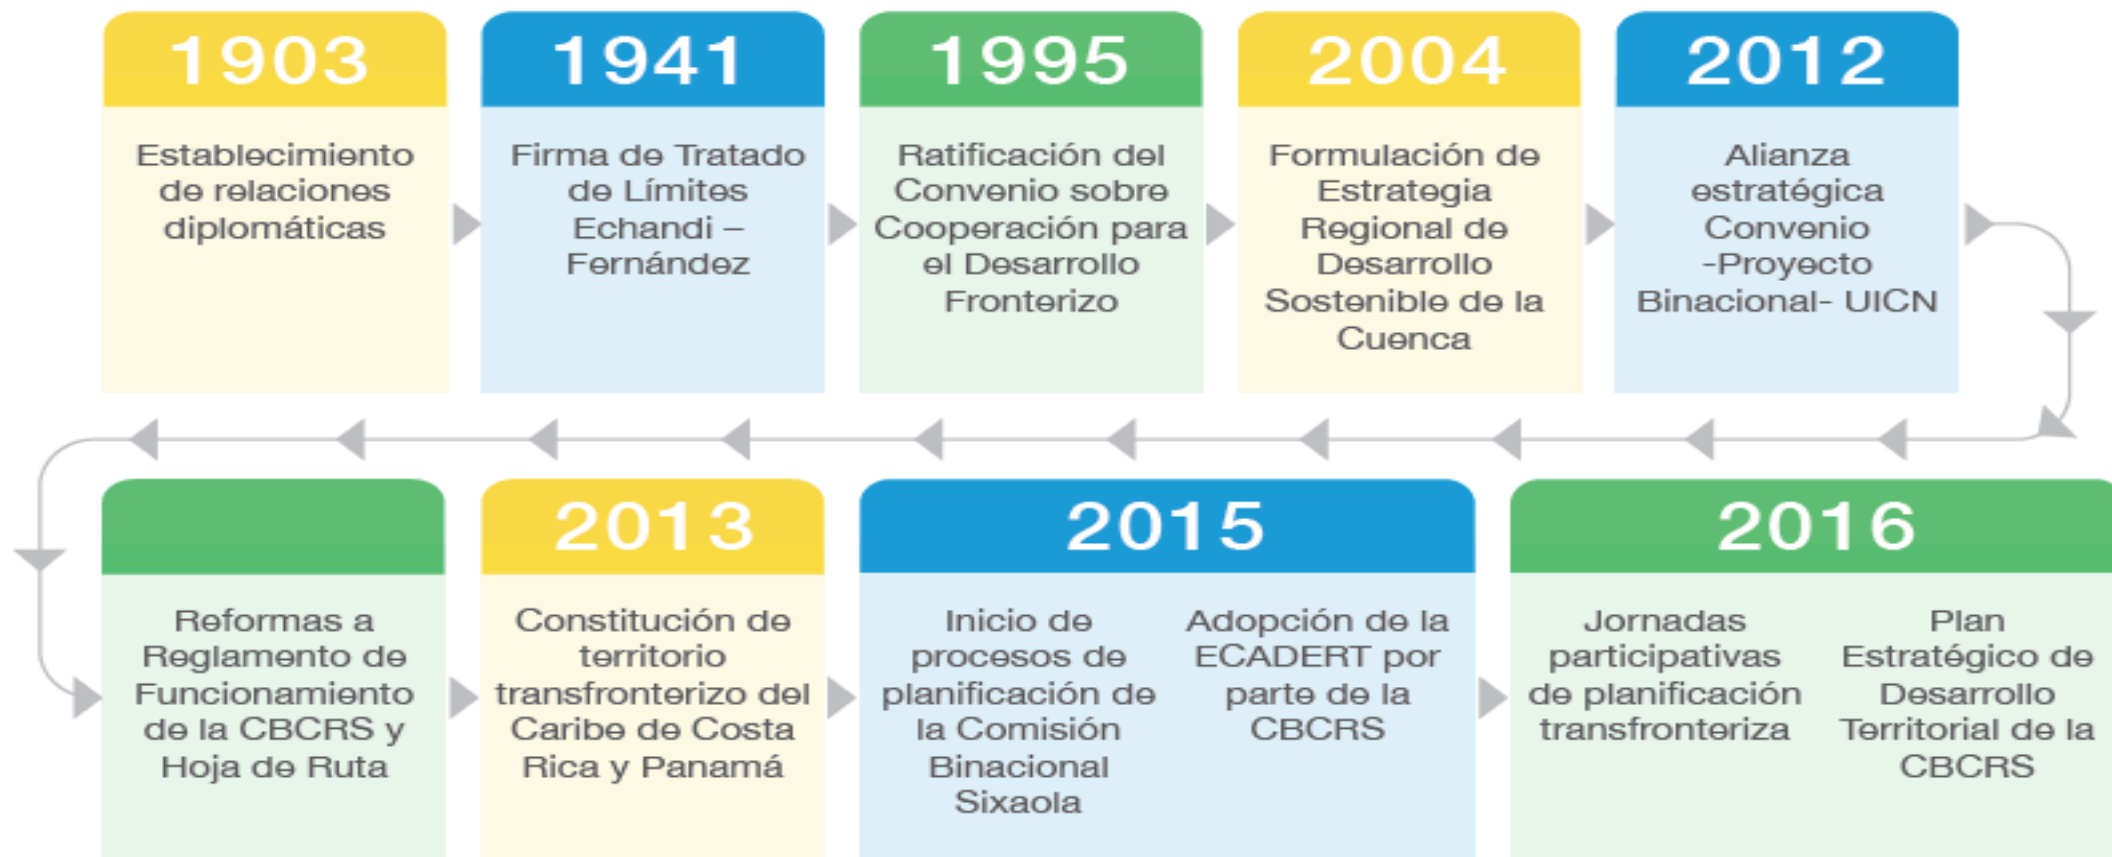 1903
Establecimiento
de relaciones
diplomáticas
1941
Firma de Tratado
de Límites
Echandi –
Fernández
1995
Ratificación del
Convenio sobre
Cooperación para
el Desarrollo
Fronterizo
2004
Formulación de
Estrategia
Regional de
Desarrollo
Sostenible de la
Cuenca
2012
Alianza
estratégica
Convenio
-Proyecto
Binacional- UICN
Reformas a
Reglamento de
Funcionamiento
de la CBCRS y
Hoja de Ruta
2013
Constitución de
territorio
transfronterizo del
Caribe de Costa
Rica y Panamá
2015
Inicio de
procesos de
planificación de
la Comisión
Binacional
Sixaola
Adopción de la
ECADERT por
parte de la
CBCRS
2016
Jornadas
participativas
de planificación
transfronteriza
Plan
Estratégico de
Desarrollo
Territorial de la
CBCRS